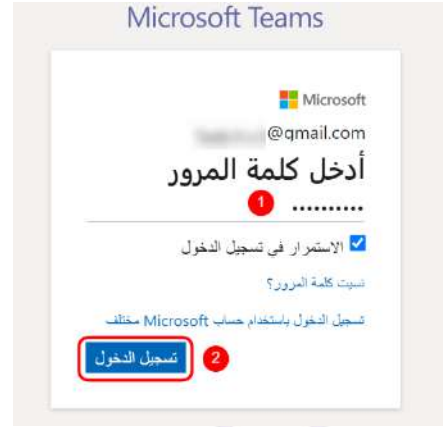 Microsoft Teams
Microsoft
@qmail.com
أدخل كلمة المرور
1 ..........
الاستمرار في تسجيل الدخول
نسيت كلمة المرور؟
تسجيل الدخول باستخدام حساب Microsoft مختلف
تسجيل الدخول 2